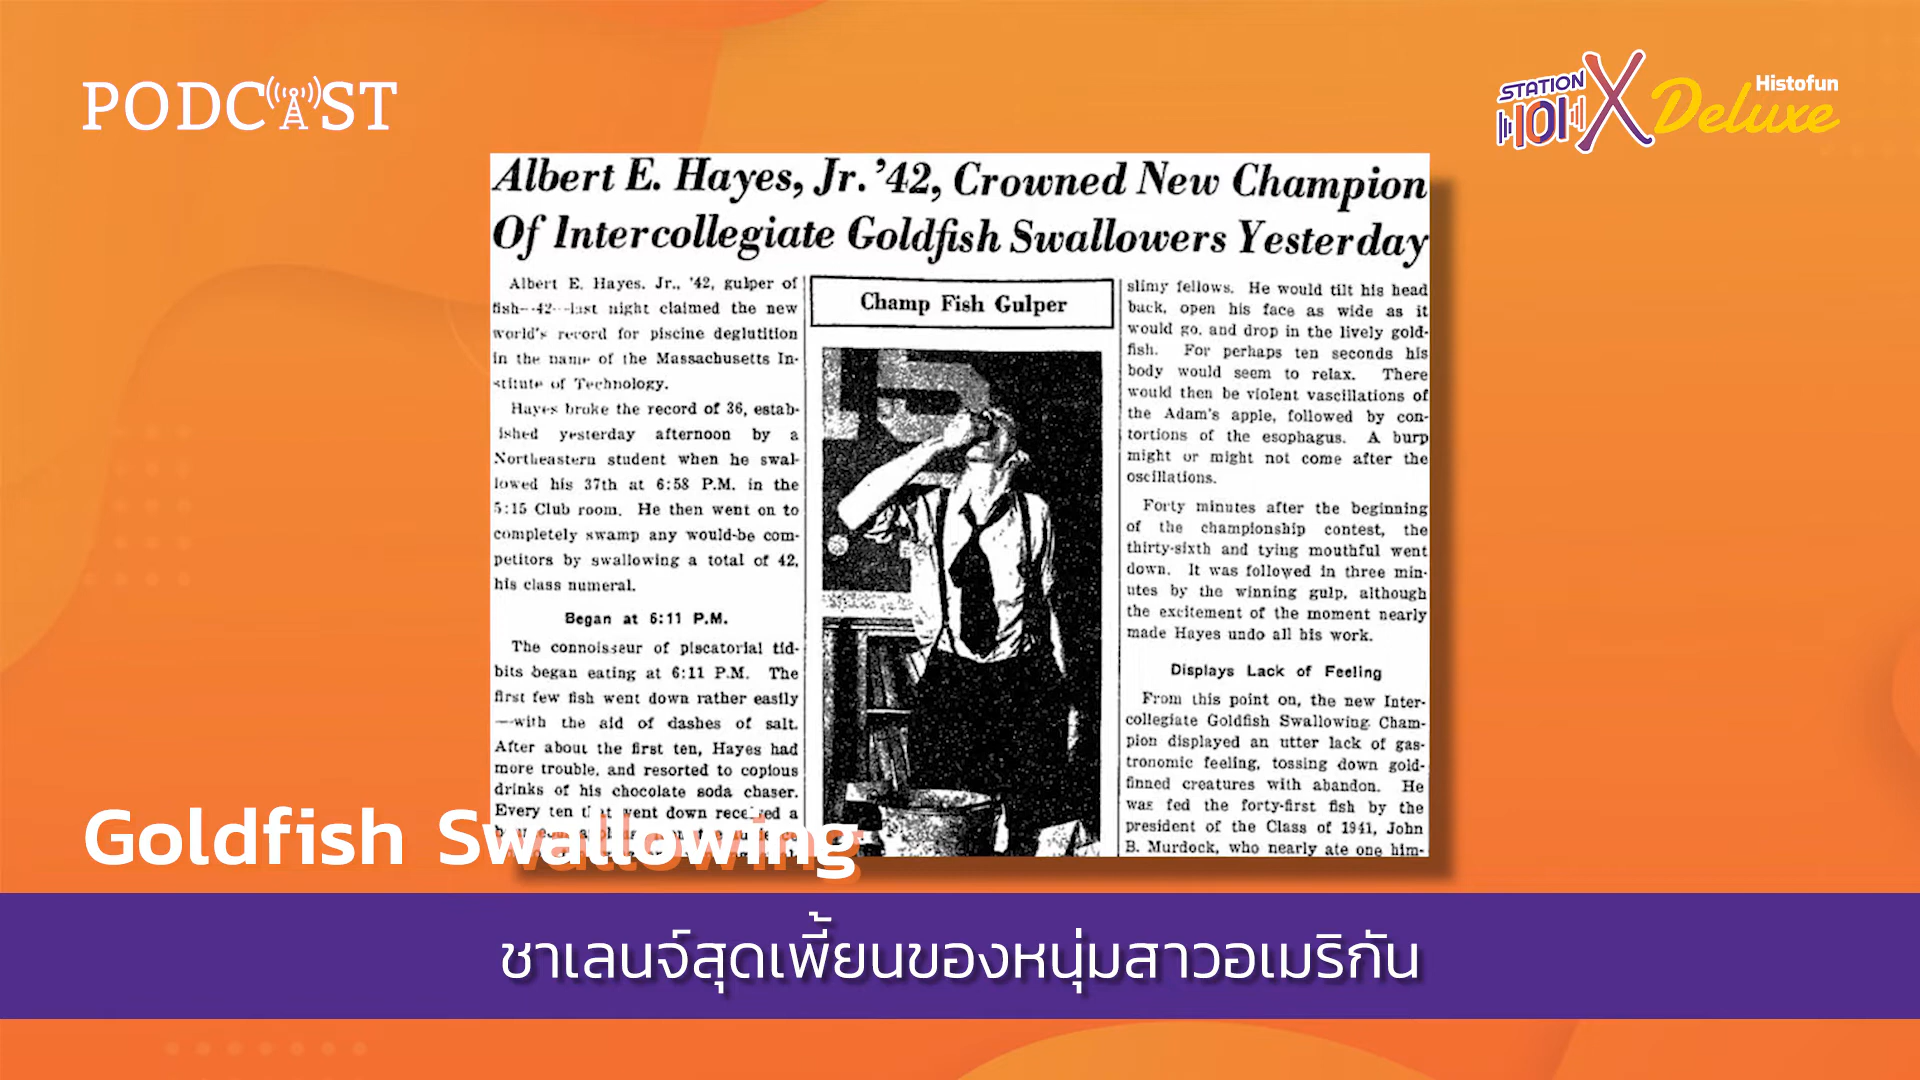 PODCAST
STATION
101 X Deluxe
Histofun
Albert E. Hayes, Jr. ’42, Crowned New Champion
Of Intercollegiate Goldfish Swallowers Yesterday
Albert E. Hayes. Jr., '42, gulper of
fish--42--last night claimed the new
world's record for piscine deglutition
in the name of the Massachusetts In-
stitute of Technology.
Hayes broke the record of 36, estab-
ished yesterday afternoon by a
Northeastern student when he swal-
lowed his 37th at 6:58 P.M. in the
5:15 Club room. He then went on to
completely swamp any would-be com-
petitors by swallowing a total of 42,
his class numeral.
Began at 6:11 P.M.
The connoisseur of piscatorial tid-
bits began eating at 6:11 P.M. The
first few fish went down rather easily
—with the aid of dashes of salt.
After about the first ten, Hayes had
more trouble, and resorted to copious
drinks of his chocolate soda chaser.
Every ten that went down received a
Champ Fish Gulper
slimy fellows. He would tilt his head
back, open his face as wide as it
would go, and drop in the lively gold-
fish. For perhaps ten seconds his
body would seem to relax. There
would then be violent vascillations of
the Adam's apple, followed by con-
tortions of the esophagus. A burp
might or might not come after the
oscillations.
Forty minutes after the beginning
of the championship contest, the
thirty-sixth and tying mouthful went
down. It was followed in three min-
utes by the winning gulp, although
the excitement of the moment nearly
made Hayes undo all his work.
Displays Lack of Feeling
From this point on, the new Inter-
collegiate Goldfish Swallowing Cham-
pion displayed an utter lack of gas-
tronomic feeling, tossing down gold-
finned creatures with abandon. He
was fed the forty-first fish by the
president of the Class of 1941, John
B. Murdock, who nearly ate one him-
Goldfish Swallowing
ชาเลนจ์สุดเพี้ยนของหนุ่มสาวอเมริกัน